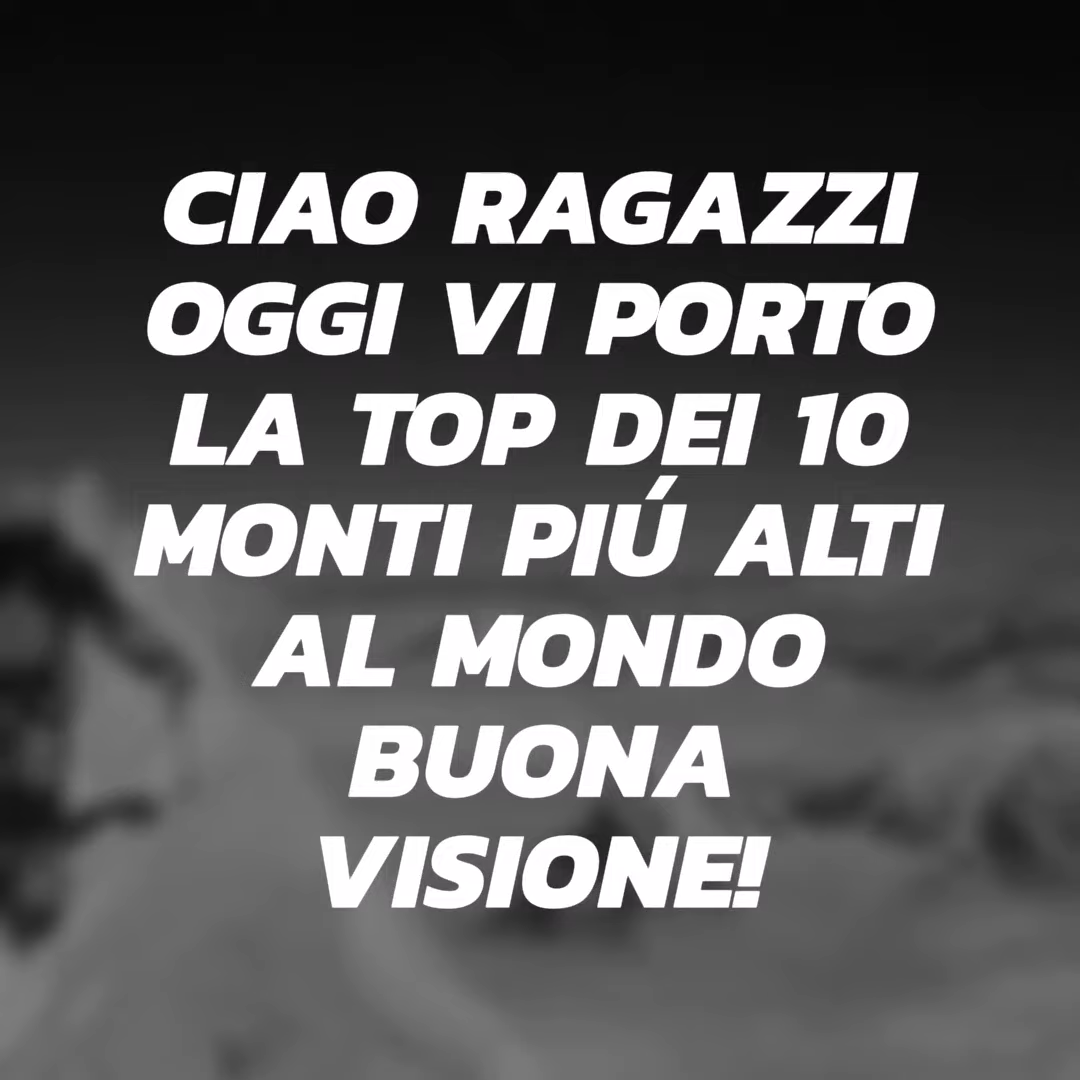 CIAO RAGAZZI
OGGI VI PORTO
LA TOP DEI 10
MONTI PIÚ ALTI
AL MONDO
BUONA
VISIONE!